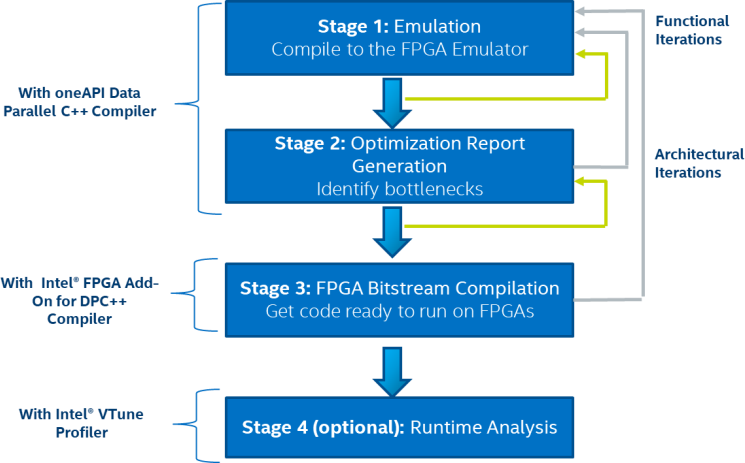 Stage 1: Emulation
Compile to the FPGA Emulator
Functional
Iterations
With oneAPI Data
Parallel C++ Compiler
Stage 2: Optimization Report
Generation
Identify bottlenecks
Architectural
Iterations
With Intel® FPGA Add-
On for DPC++
Compiler
Stage 3: FPGA Bitstream Compilation
Get code ready to run on FPGAs
With Intel® VTune
Profiler
Stage 4 (optional): Runtime Analysis